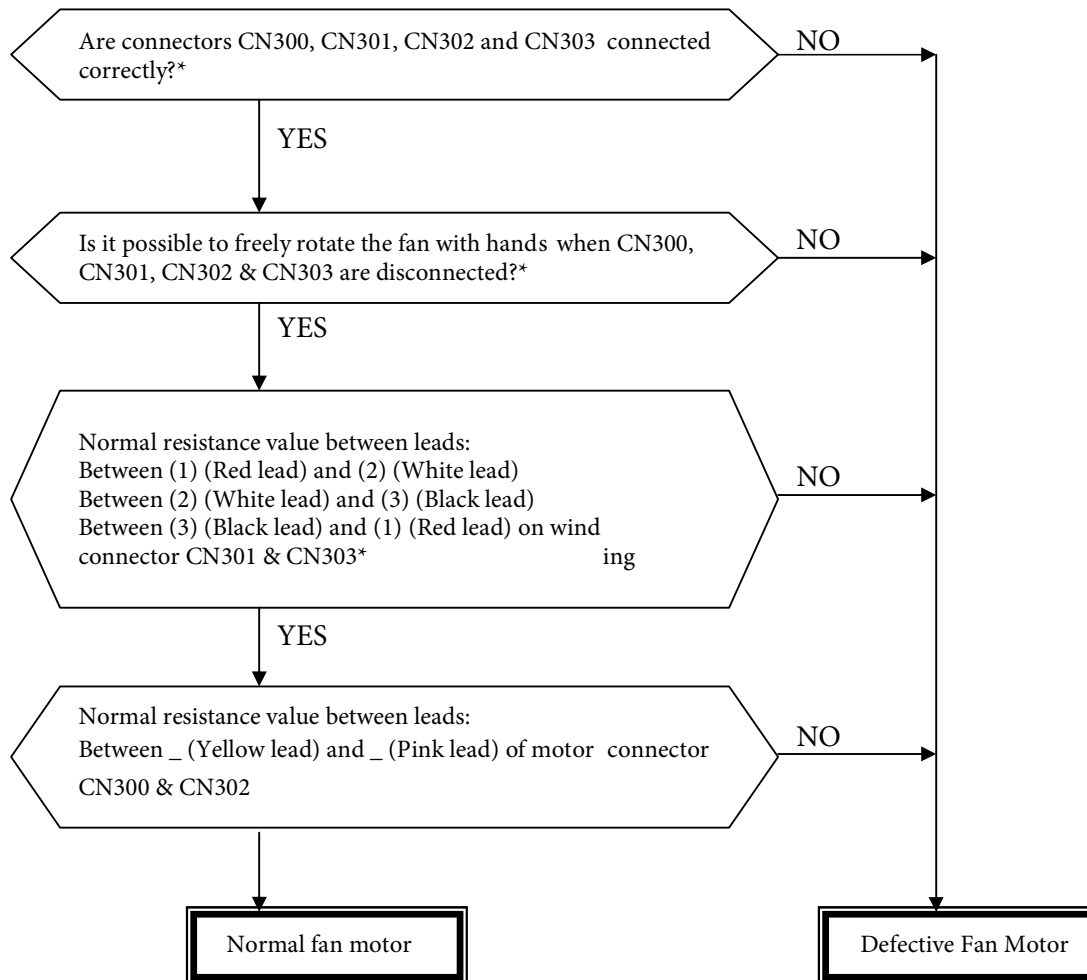 Are connectors CN300, CN301, CN302 and CN303 connected
correctly?*
NO
YES
Is it possible to freely rotate the fan with hands when CN300,
CN301, CN302 & CN303 are disconnected?*
NO
YES
Normal resistance value between leads:
Between (1) (Red lead) and (2) (White lead)
Between (2) (White lead) and (3) (Black lead)
Between (3) (Black lead) and (1) (Red lead) on wind
connector CN301 & CN303* ing
NO
YES
Normal resistance value between leads:
Between _ (Yellow lead) and _ (Pink lead) of motor connector
CN300 & CN302
NO
Normal fan motor
Defective Fan Motor